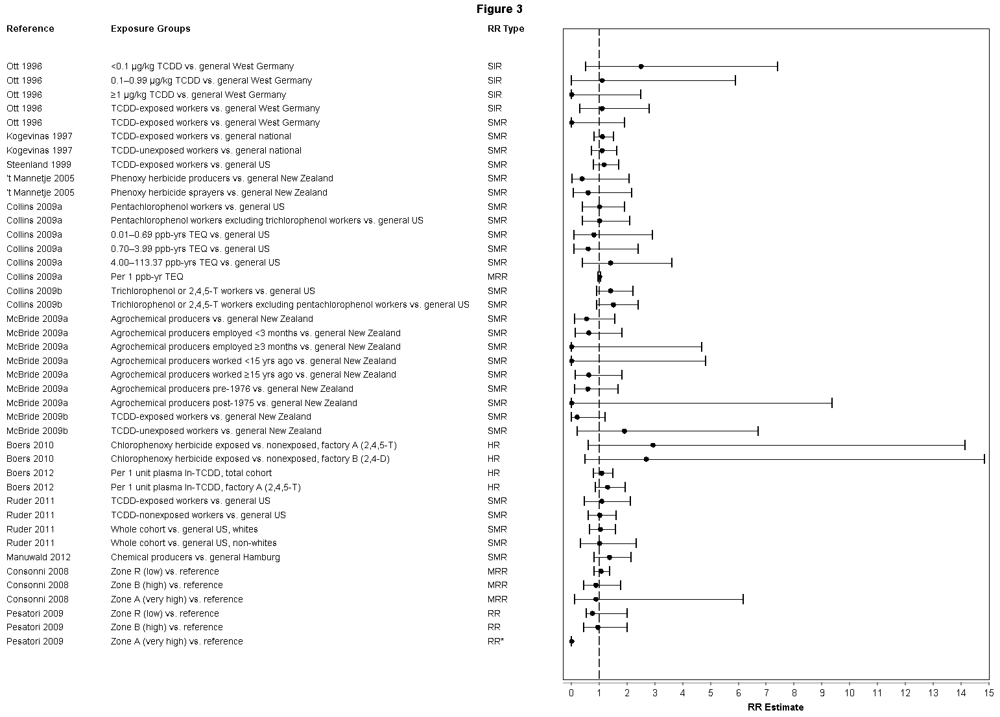 Figure 3
Reference Exposure Groups RR Type
Ott 1996 <0.1 µg/kg TCDD vs. general West Germany SIR
Ott 1996 0.1–0.99 µg/kg TCDD vs. general West Germany SIR
Ott 1996 ≥1 µg/kg TCDD vs. general West Germany SIR
Ott 1996 TCDD-exposed workers vs. general West Germany SIR
Ott 1996 TCDD-exposed workers vs. general West Germany SMR
Kogevinas 1997 TCDD-exposed workers vs. general national SMR
Kogevinas 1997 TCDD-unexposed workers vs. general national SMR
Steenland 1999 TCDD-exposed workers vs. general US SMR
't Mannetje 2005 Phenoxy herbicide producers vs. general New Zealand SMR
't Mannetje 2005 Phenoxy herbicide sprayers vs. general New Zealand SMR
Collins 2009a Pentachlorophenol workers vs. general US SMR
Collins 2009a Pentachlorophenol workers excluding trichlorophenol workers vs. general US SMR
Collins 2009a 0.01–0.69 ppb-yrs TEQ vs. general US SMR
Collins 2009a 0.70–3.99 ppb-yrs TEQ vs. general US SMR
Collins 2009a 4.00–113.37 ppb-yrs TEQ vs. general US SMR
Collins 2009a Per 1 ppb-yr TEQ MRR
Collins 2009b Trichlorophenol or 2,4,5-T workers vs. general US SMR
Collins 2009b Trichlorophenol or 2,4,5-T workers excluding pentachlorophenol workers vs. general US SMR
McBride 2009a Agrochemical producers vs. general New Zealand SMR
McBride 2009a Agrochemical producers employed <3 months vs. general New Zealand SMR
McBride 2009a Agrochemical producers employed ≥3 months vs. general New Zealand SMR
McBride 2009a Agrochemical producers worked <15 yrs ago vs. general New Zealand SMR
McBride 2009a Agrochemical producers worked ≥15 yrs ago vs. general New Zealand SMR
McBride 2009a Agrochemical producers pre-1976 vs. general New Zealand SMR
McBride 2009a Agrochemical producers post-1975 vs. general New Zealand SMR
McBride 2009b TCDD-exposed workers vs. general New Zealand SMR
McBride 2009b TCDD-unexposed workers vs. general New Zealand SMR
Boers 2010 Chlorophenoxy herbicide exposed vs. nonexposed, factory A (2,4,5-T) HR
Boers 2010 Chlorophenoxy herbicide exposed vs. nonexposed, factory B (2,4-D) HR
Boers 2012 Per 1 unit plasma ln-TCDD, total cohort HR
Boers 2012 Per 1 unit plasma ln-TCDD, factory A (2,4,5-T) HR
Ruder 2011 TCDD-exposed workers vs. general US SMR
Ruder 2011 TCDD-nonexposed workers vs. general US SMR
Ruder 2011 Whole cohort vs. general US, whites SMR
Ruder 2011 Whole cohort vs. general US, non-whites SMR
Manuwald 2012 Chemical producers vs. general Hamburg SMR
Consonni 2008 Zone R (low) vs. reference MRR
Consonni 2008 Zone B (high) vs. reference MRR
Consonni 2008 Zone A (very high) vs. reference MRR
Pesatori 2009 Zone R (low) vs. reference RR
Pesatori 2009 Zone B (high) vs. reference RR
Pesatori 2009 Zone A (very high) vs. reference RR*
0 1 2 3 4 5 6 7 8 9 10 11 12 13 14 15
RR Estimate